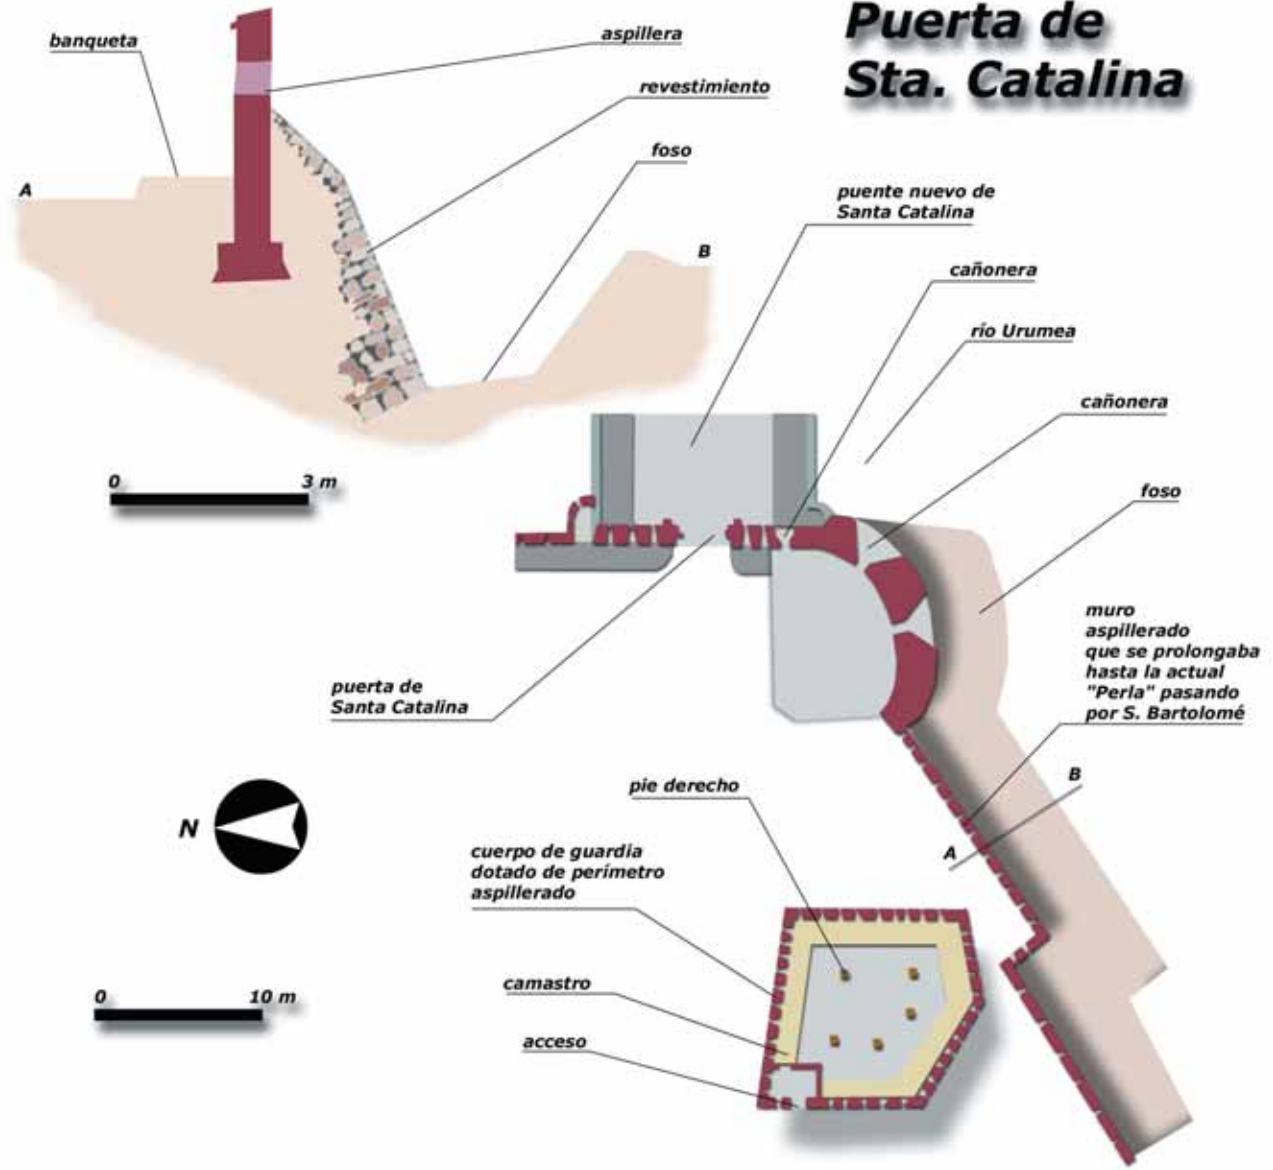 Puerta de
Sta. Catalina
banqueta
aspillera
revestimiento
foso
A
B
puente nuevo de
Santa Catalina
cañonera
río Urumea
cañonera
foso
0 3 m
muro
aspillerado
que se prolongaba
hasta la actual
"Perla" pasando
por S. Bartolomé
puerta de
Santa Catalina
B
A
pie derecho
N
cuerpo de guardia
dotado de perímetro
aspillerado
camastro
acceso
0 10 m